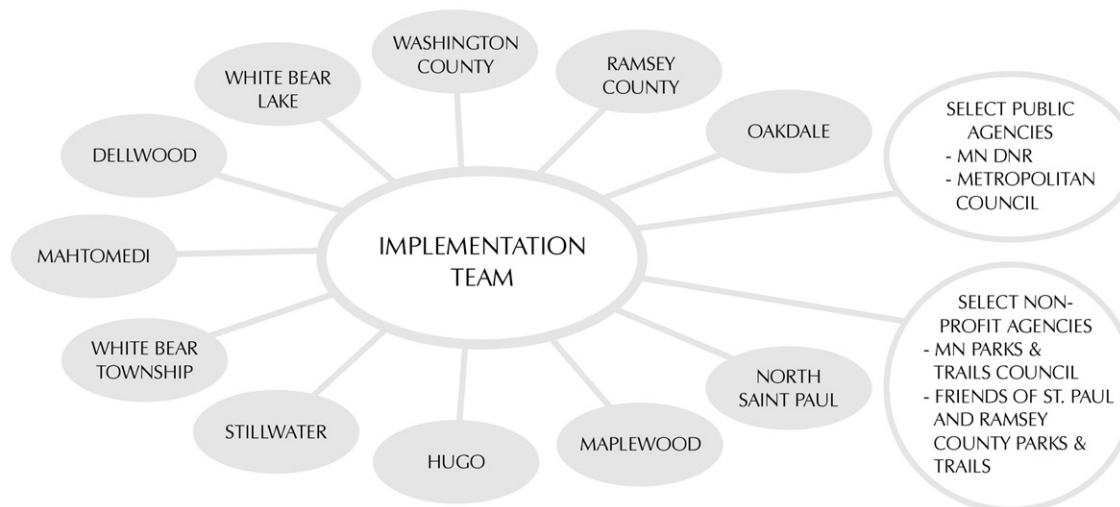 WASHINGTON
COUNTY
RAMSEY
COUNTY
WHITE BEAR
LAKE
OAKDALE
SELECT PUBLIC
AGENCIES
- MN DNR
- METROPOLITAN
COUNCIL
DELLWOOD
MAHTOMEDI
IMPLEMENTATION
TEAM
WHITE BEAR
TOWNSHIP
STILLWATER
HUGO
MAPLEWOOD
NORTH
SAINT PAUL
SELECT NON-
PROFIT AGENCIES
- MN PARKS &
TRAILS COUNCIL
- FRIENDS OF ST. PAUL
AND RAMSEY
COUNTY PARKS &
TRAILS